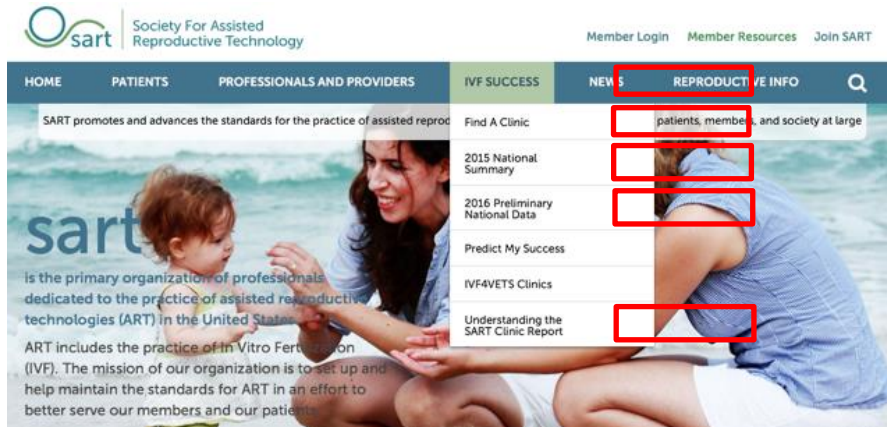 sart
Society For Assisted
Reproductive Technology
Member Login Member Resources Join SART
HOME PATIENTS PROFESSIONALS AND PROVIDERS IVF SUCCESS NEWS REPRODUCTIVE INFO
SART promotes and advances the standards for the practice of assisted reprod patients, members, and society at large
Find A Clinic
2015 National
Summary
2016 Preliminary
National Data
Predict My Success
IVF4VETS Clinics
Understanding the
SART Clinic Report
sart
is the primary organization of professionals
dedicated to the practice of assisted reproductive
technologies (ART) in the United States.
ART includes the practice of In Vitro Fertilization
(IVF). The mission of our organization is to set up and
help maintain the standards for ART in an effort to
better serve our members and our patients.